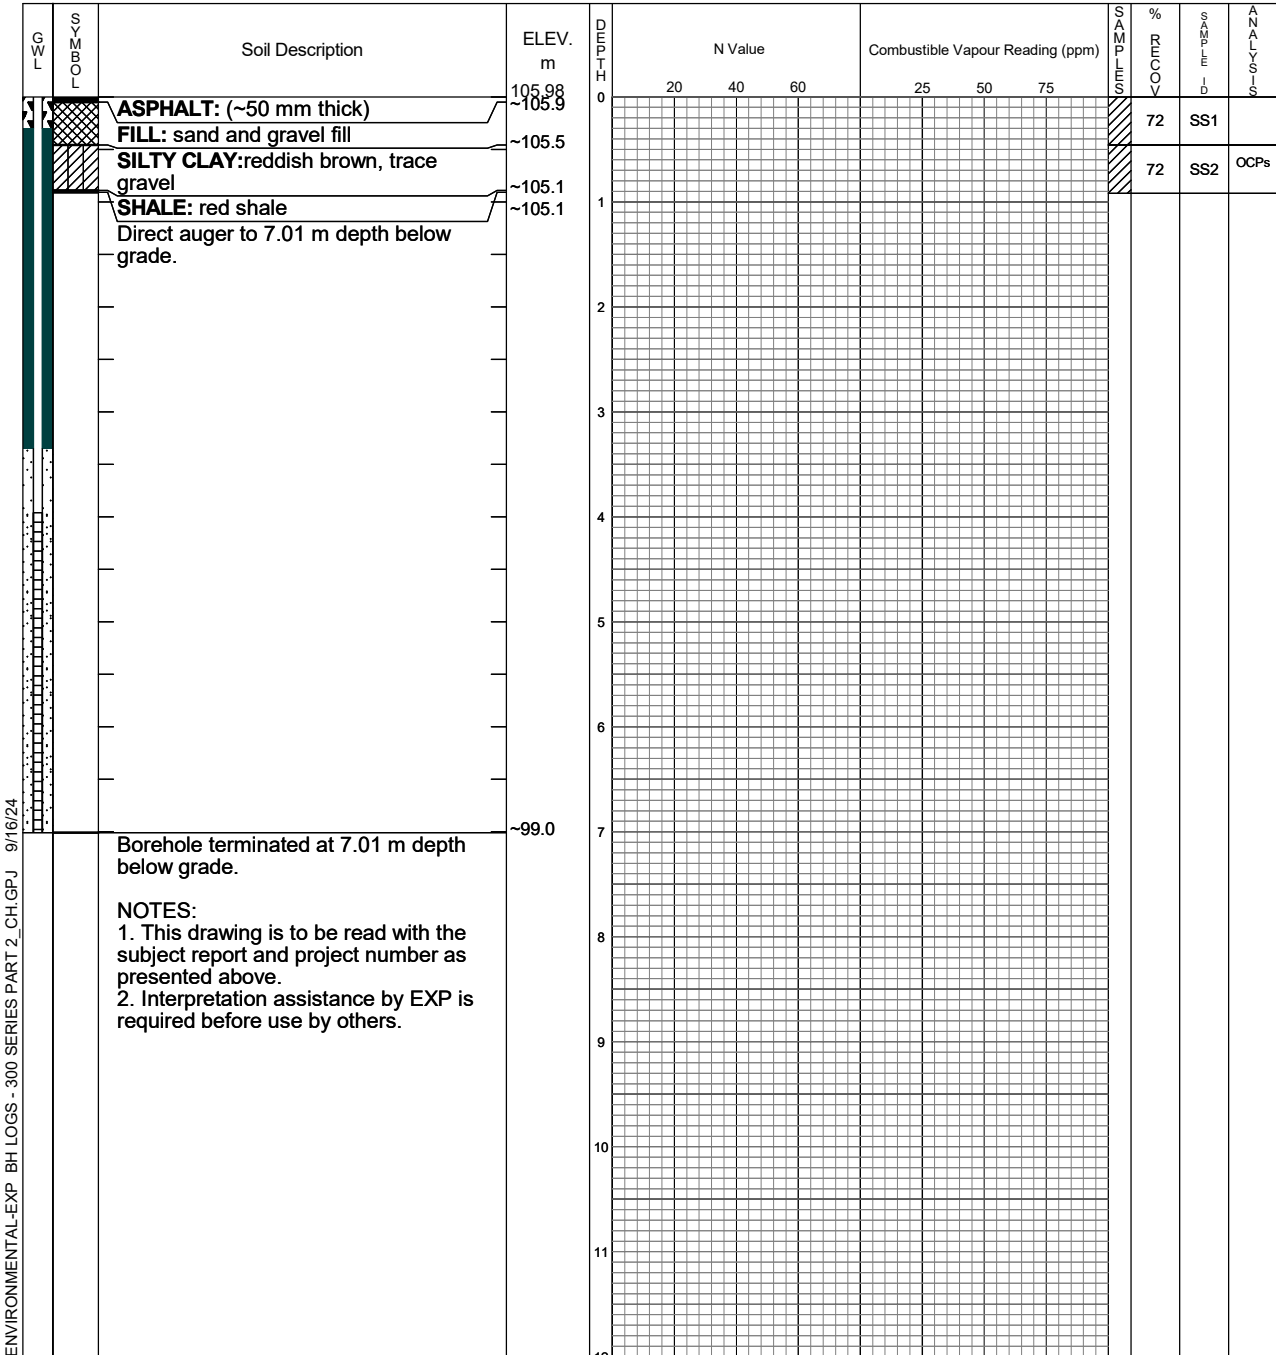 GWL
SYMBOL
Soil Description
ELEV.
m
105.98
DEPTH
N Value
20 40 60
Combustible Vapour Reading (ppm)
25 50 75
SAMPLES
% RECOV
SAMPLE ID
ANALYSIS
0
ASPHALT: (~50 mm thick)
~105.9
FILL: sand and gravel fill
~105.5
72 SS1
SILTY CLAY:reddish brown, trace
gravel
~105.1
72 SS2 OCPs
SHALE: red shale
~105.1
1
Direct auger to 7.01 m depth below
grade.
2
3
4
5
6
~99.0
7
Borehole terminated at 7.01 m depth
below grade.
NOTES:
1. This drawing is to be read with the
subject report and project number as
presented above.
2. Interpretation assistance by EXP is
required before use by others.
8
9
10
11
ENVIRONMENTAL-EXP BH LOGS - 300 SERIES PART 2_CH.GPJ 9/16/24